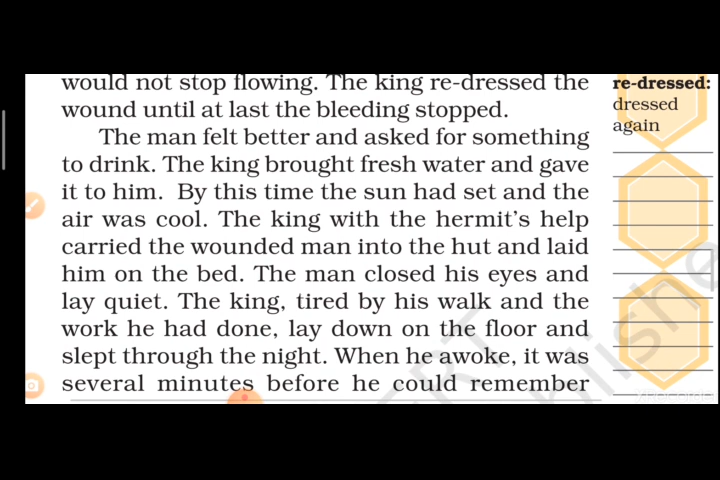 would not stop flowing. The king re-dressed the
wound until at last the bleeding stopped.
The man felt better and asked for something
to drink. The king brought fresh water and gave
it to him. By this time the sun had set and the
air was cool. The king with the hermit's help
carried the wounded man into the hut and laid
him on the bed. The man closed his eyes and
lay quiet. The king, tired by his walk and the
work he had done, lay down on the floor and
slept through the night. When he awoke, it was
several minutes before he could remember
re-dressed:
dressed
again